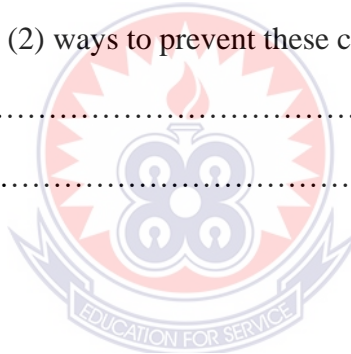 (2) ways to prevent these c
……………………………………
……………………………………
EDUCATION FOR SERVICE